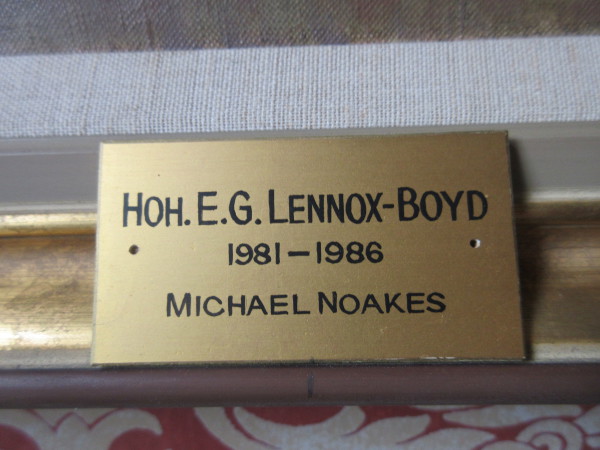 HOH. E.G. LENNOX-BOYD
1981-1986
MICHAEL NOAKES